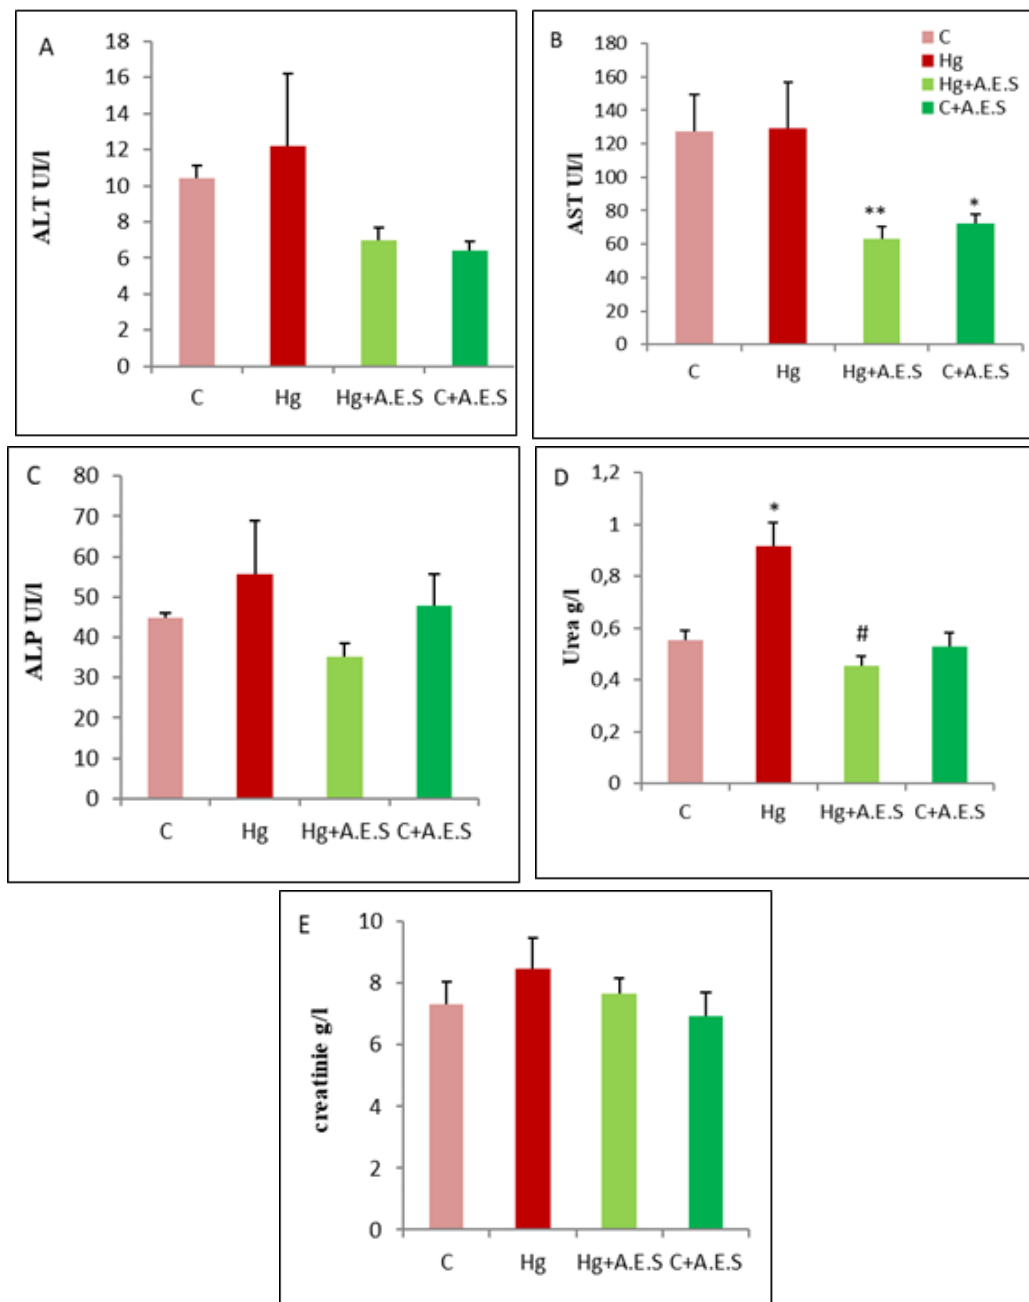 A
ALT UI/l
18
16
14
12
10
8
6
4
2
0
C Hg Hg+A.E.S C+A.E.S
B
AST UI/l
180
160
140
120
100
80
60
40
20
0
** *
C
Hg
Hg+A.E.S
C+A.E.S
C Hg Hg+A.E.S C+A.E.S
C
ALP UI/l
80
70
60
50
40
30
20
10
0
C Hg Hg+A.E.S C+A.E.S
D
Urea g/l
1,2
1
0,8
0,6
0,4
0,2
0
*
#
C Hg Hg+A.E.S C+A.E.S
E
creatinie g/l
10
8
6
4
2
0
C Hg Hg+A.E.S C+A.E.S